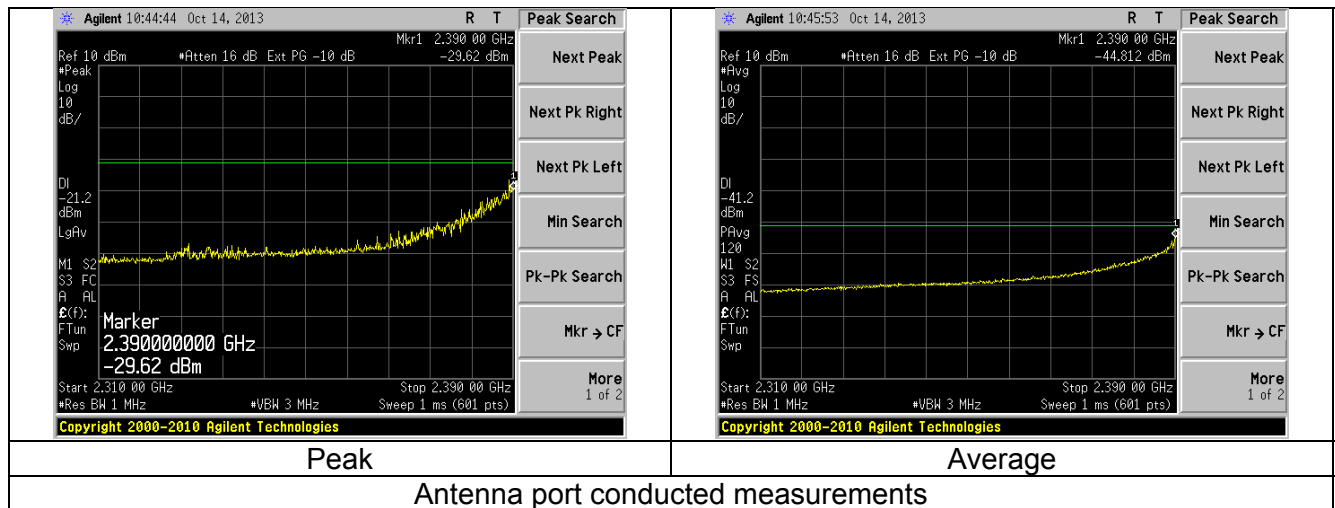 Agilent 10:44:44 Oct 14, 2013 R T
Peak Search
Mkr1 2.390 00 GHz
Ref 10 dBm #Atten 16 dB Ext PG -10 dB -29.62 dBm
#Peak
Log
10
dB/
DI
-21.2
dBm
LgAv
M1 S2
S3 FC
A AL
£(f):
FTun
Swp
1
Marker
2.390000000 GHz
-29.62 dBm
Start 2.310 00 GHz Stop 2.390 00 GHz
#Res BW 1 MHz #VBW 3 MHz Sweep 1 ms (601 pts)
Next Peak
Next Pk Right
Next Pk Left
Min Search
Pk-Pk Search
Mkr → CF
More
1 of 2
Copyright 2000-2010 Agilent Technologies
Agilent 10:45:53 Oct 14, 2013 R T
Peak Search
Mkr1 2.390 00 GHz
Ref 10 dBm #Atten 16 dB Ext PG -10 dB -44.812 dBm
#Avg
Log
10
dB/
DI
-41.2
dBm
PAvg
120
W1 S2
S3 FS
A AL
£(f):
FTun
Swp
1
Start 2.310 00 GHz Stop 2.390 00 GHz
#Res BW 1 MHz #VBW 3 MHz Sweep 1 ms (601 pts)
Next Peak
Next Pk Right
Next Pk Left
Min Search
Pk-Pk Search
Mkr → CF
More
1 of 2
Copyright 2000-2010 Agilent Technologies
Peak
Average
Antenna port conducted measurements